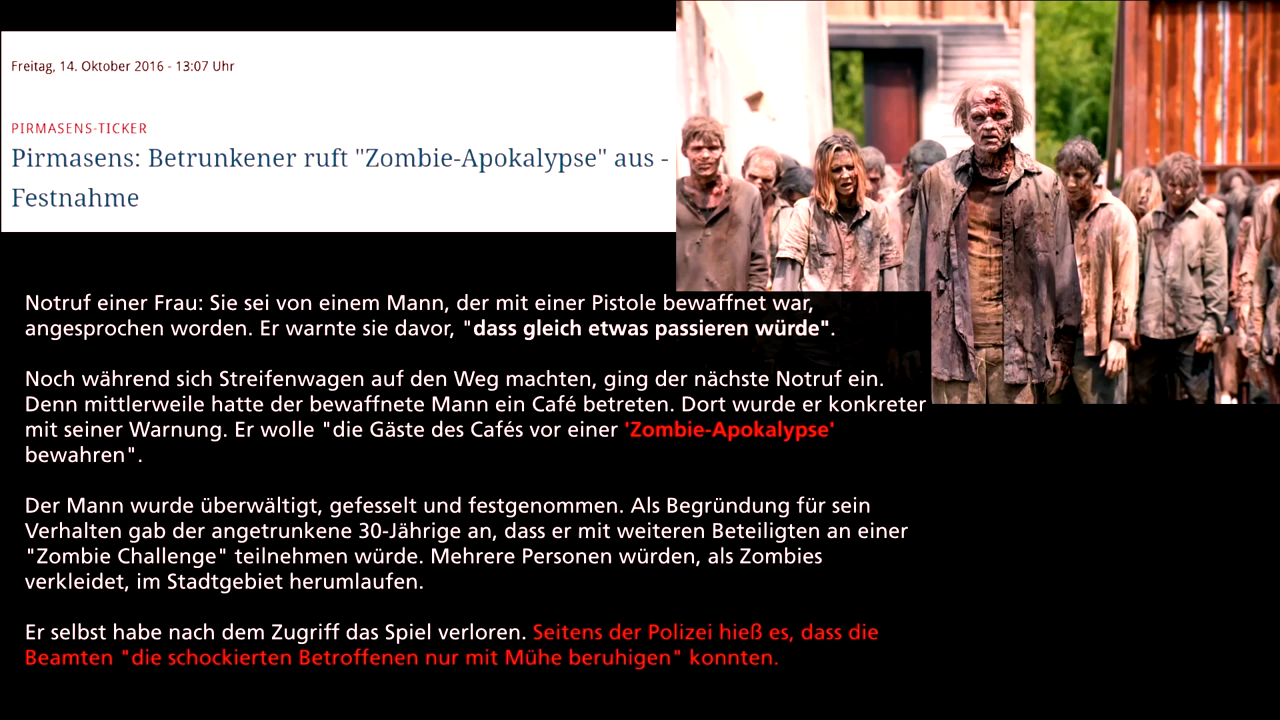 Freitag, 14. Oktober 2016 - 13:07 Uhr
PIRMASENS-TICKER
Pirmasens: Betrunkener ruft "Zombie-Apokalypse" aus -
Festnahme
Notruf einer Frau: Sie sei von einem Mann, der mit einer Pistole bewaffnet war,
angesprochen worden. Er warnte sie davor, "dass gleich etwas passieren würde".
Noch während sich Streifenwagen auf den Weg machten, ging der nächste Notruf ein.
Denn mittlerweile hatte der bewaffnete Mann ein Café betreten. Dort wurde er konkreter
mit seiner Warnung. Er wolle "die Gäste des Cafés vor einer 'Zombie-Apokalypse'
bewahren".
Der Mann wurde überwältigt, gefesselt und festgenommen. Als Begründung für sein
Verhalten gab der angetrunkene 30-Jährige an, dass er mit weiteren Beteiligten an einer
"Zombie Challenge" teilnehmen würde. Mehrere Personen würden, als Zombies
verkleidet, im Stadtgebiet herumlaufen.
Er selbst habe nach dem Zugriff das Spiel verloren. Seitens der Polizei hieß es, dass die
Beamten "die schockierten Betroffenen nur mit Mühe beruhigen" konnten.